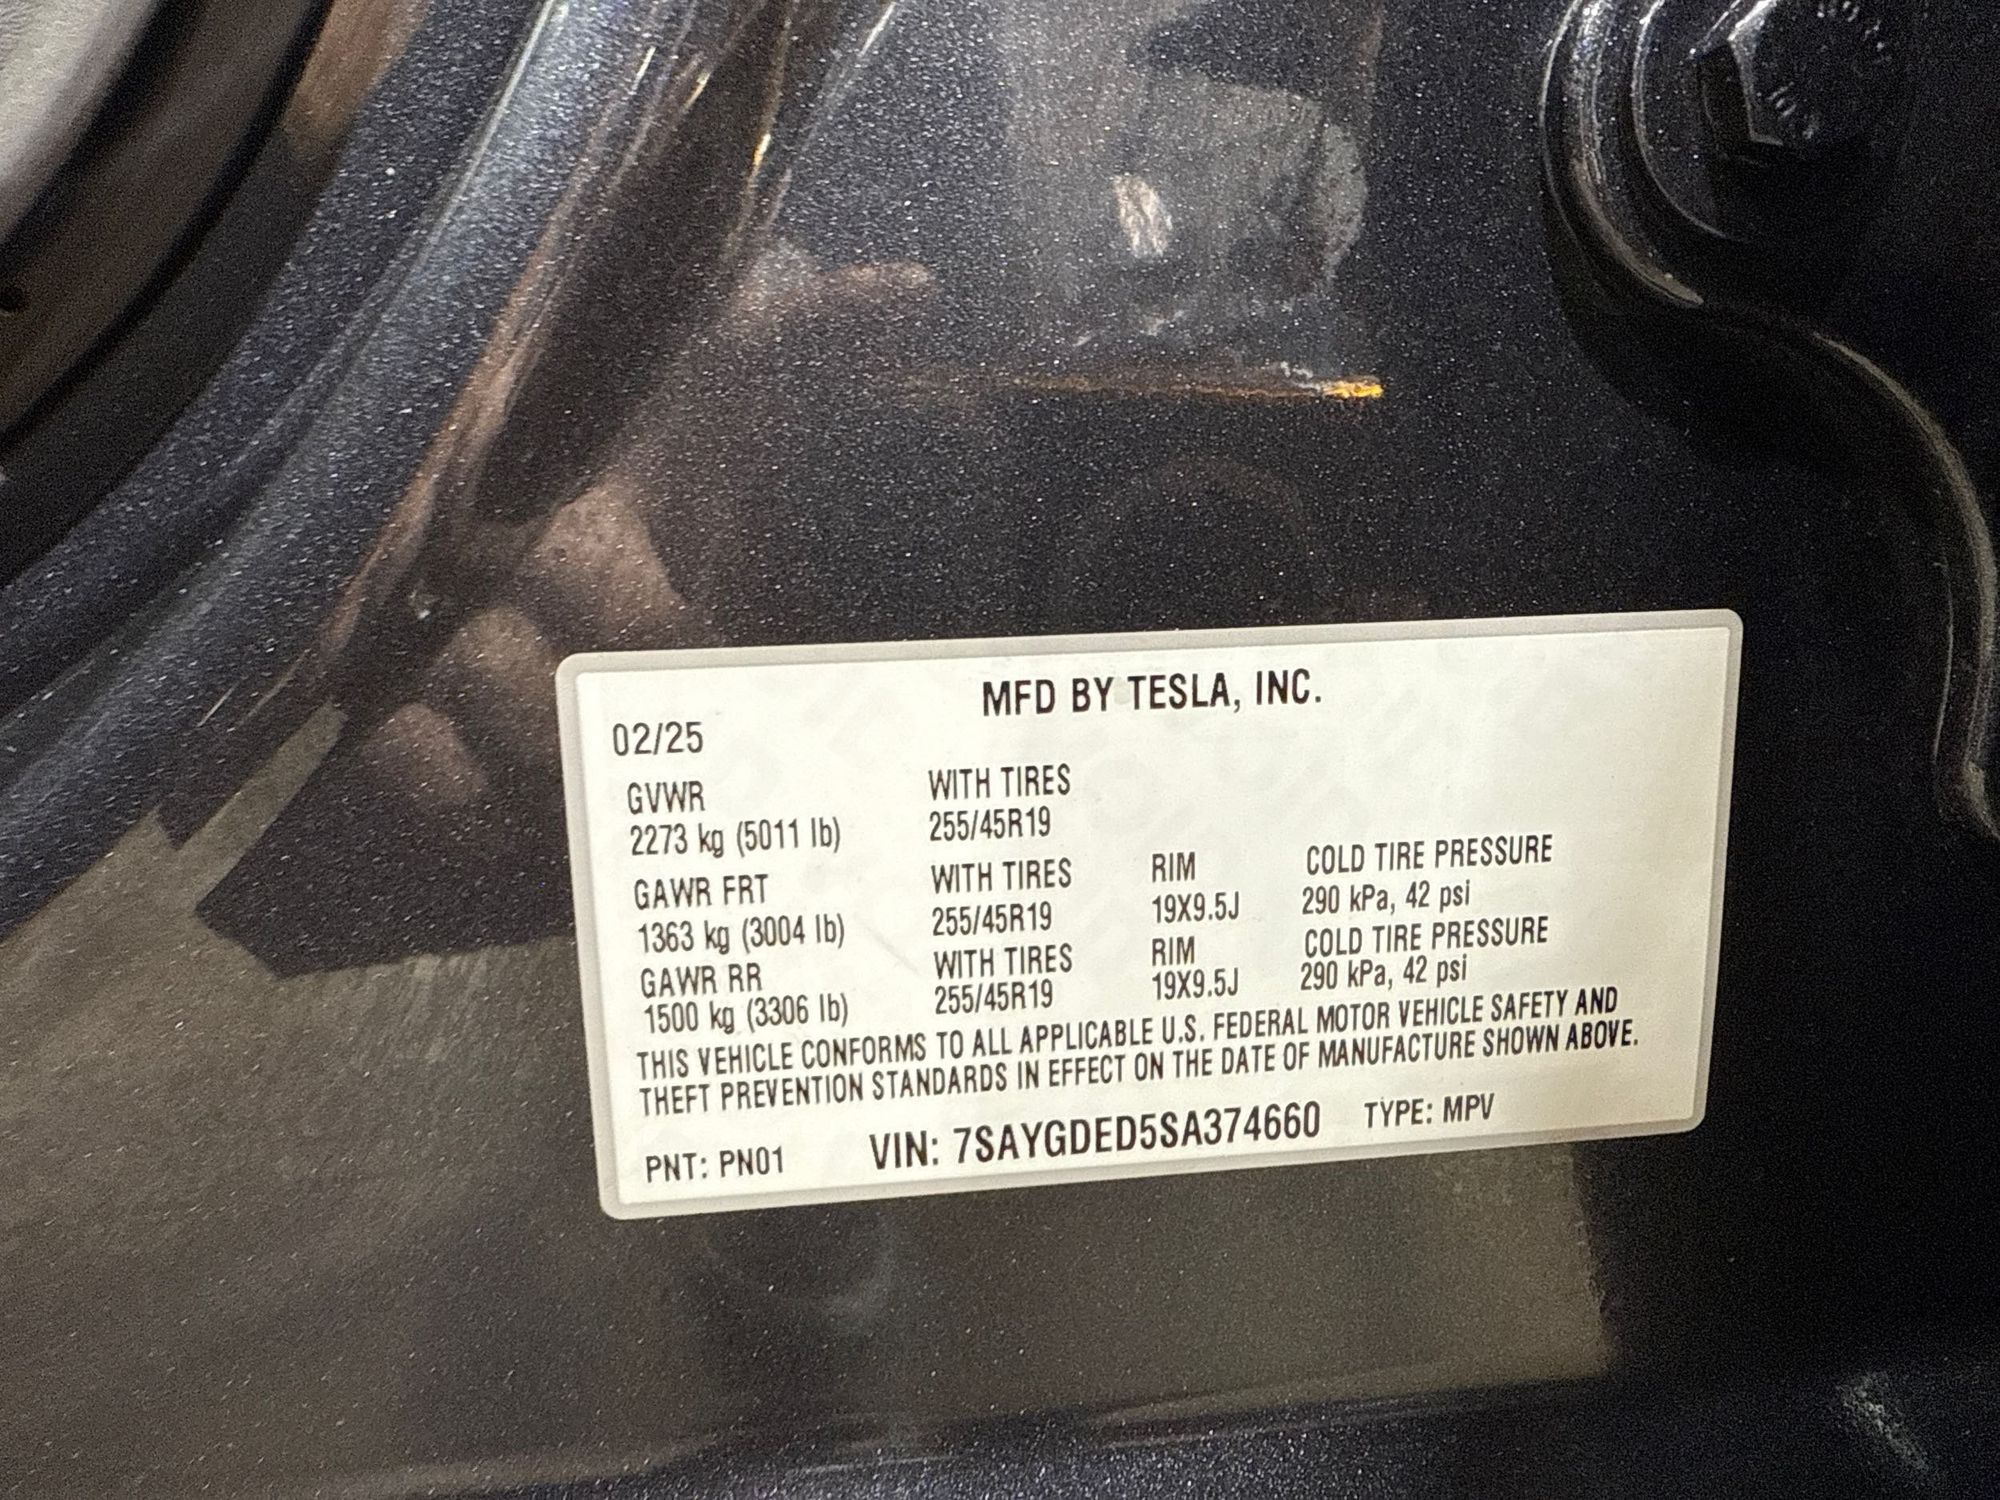 MFD BY TESLA, INC.
02/25
GVWR WITH TIRES
2273 kg (5011 lb) 255/45R19
GAWR FRT WITH TIRES RIM COLD TIRE PRESSURE
1363 kg (3004 lb) 255/45R19 19X9.5J 290 kPa, 42 psi
GAWR RR WITH TIRES RIM COLD TIRE PRESSURE
1500 kg (3306 lb) 255/45R19 19X9.5J 290 kPa, 42 psi
THIS VEHICLE CONFORMS TO ALL APPLICABLE U.S. FEDERAL MOTOR VEHICLE SAFETY AND
THEFT PREVENTION STANDARDS IN EFFECT ON THE DATE OF MANUFACTURE SHOWN ABOVE.
PNT: PN01 VIN: 7SAYGDED5SA374660 TYPE: MPV